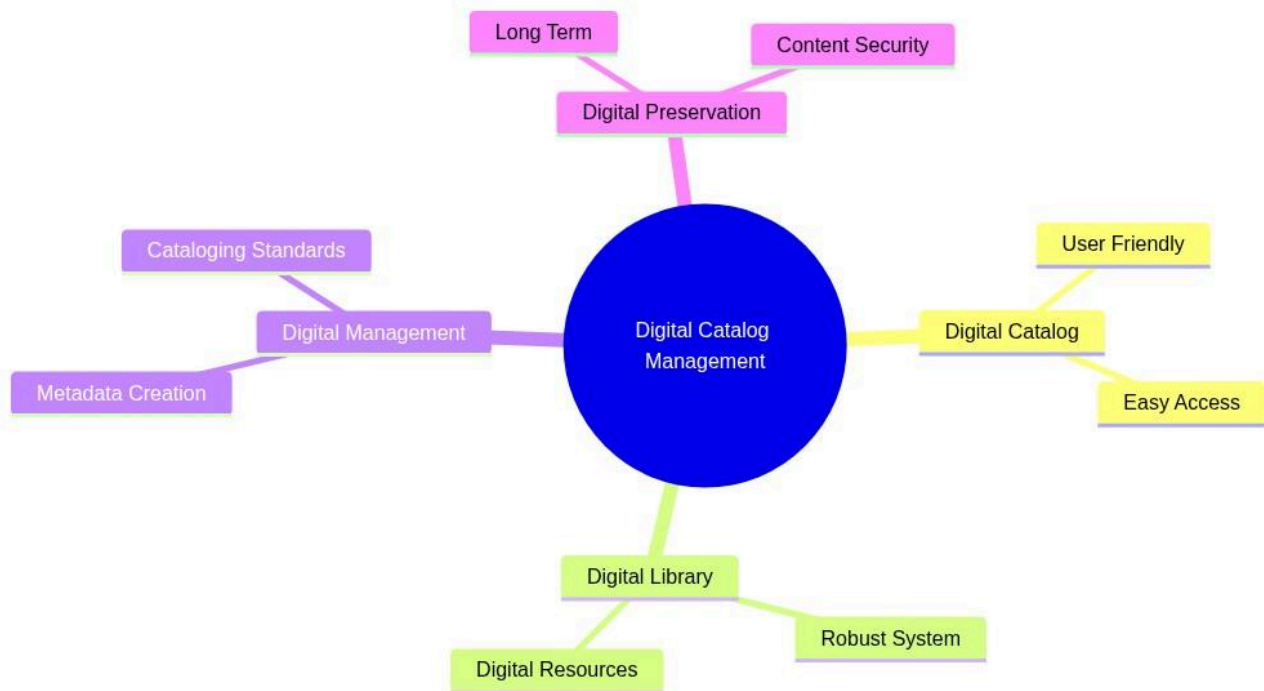 Long Term
Content Security
Digital Preservation
Cataloging Standards
User Friendly
Digital Management
Digital Catalog
Management
Digital Catalog
Metadata Creation
Easy Access
Digital Library
Robust System
Digital Resources